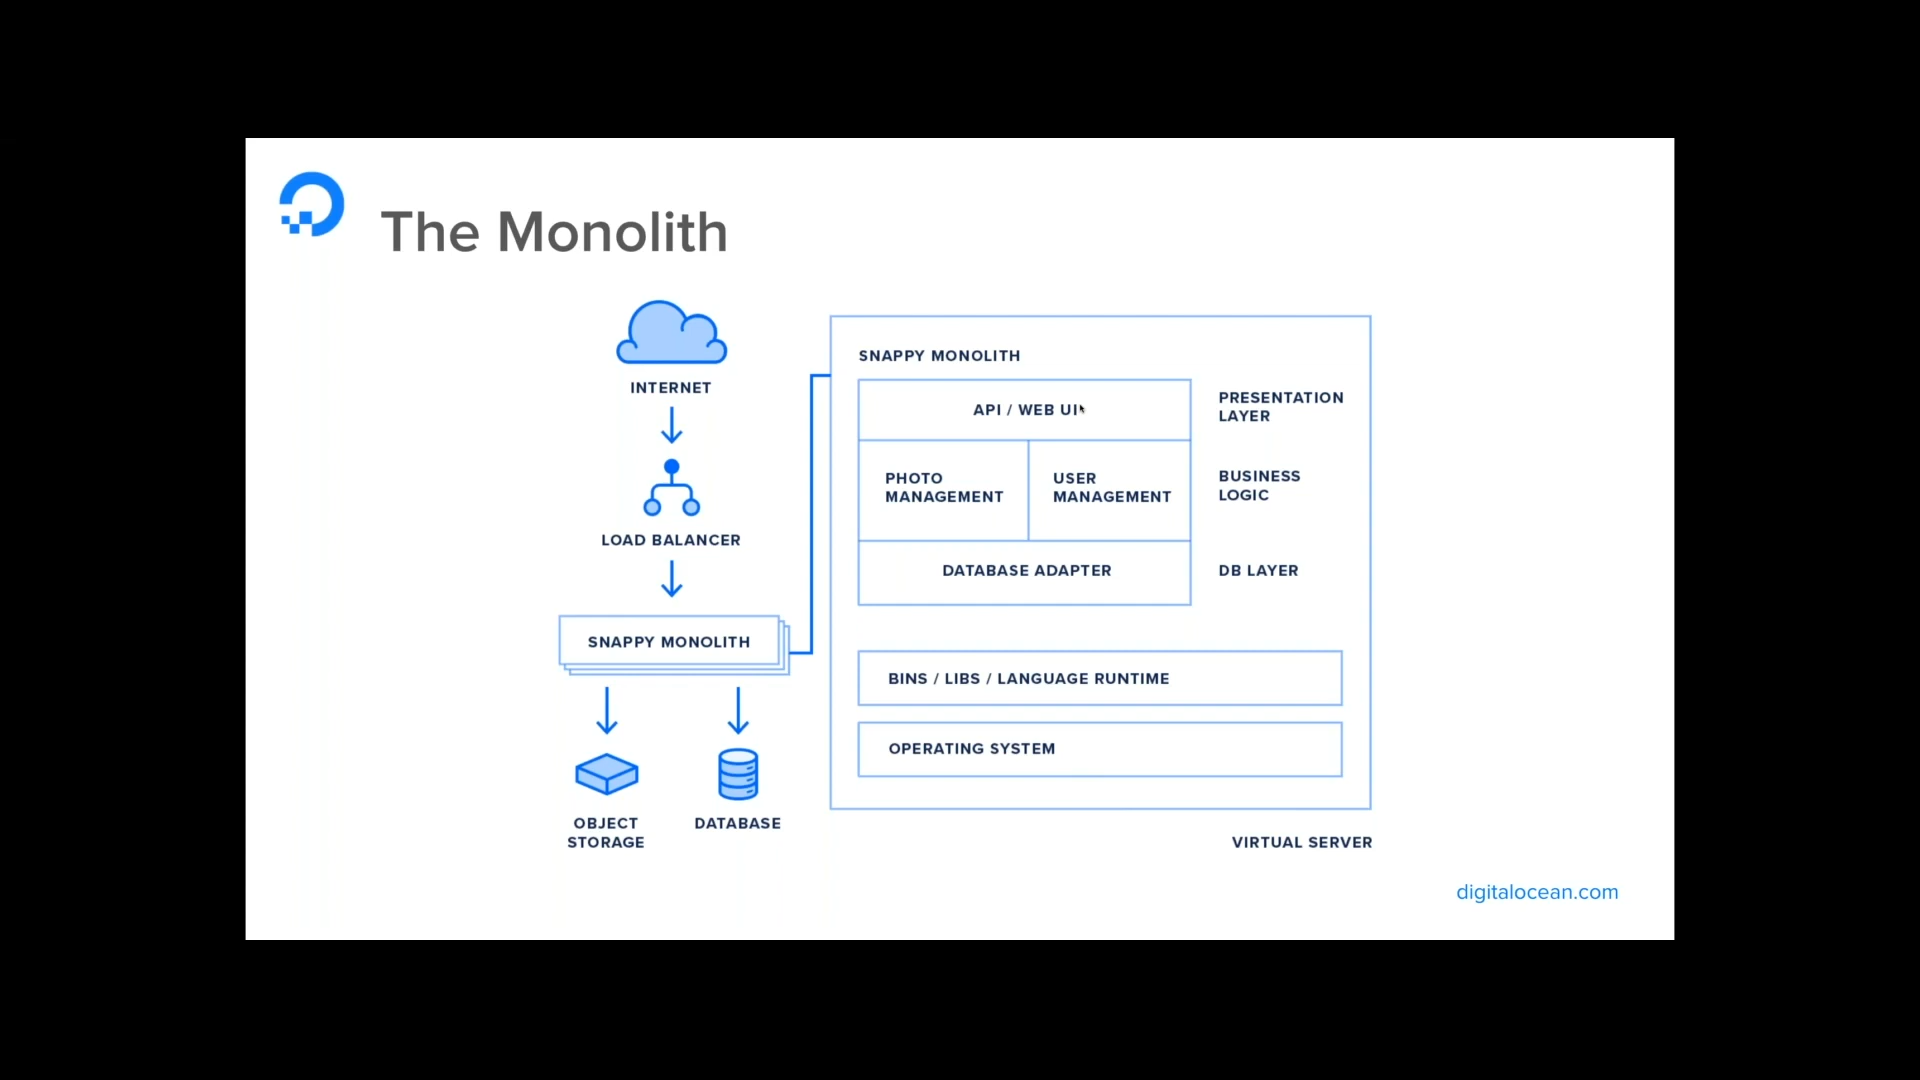 The Monolith
INTERNET
LOAD BALANCER
SNAPPY MONOLITH
OBJECT
STORAGE
DATABASE
SNAPPY MONOLITH
API / WEB UI
PRESENTATION
LAYER
PHOTO
MANAGEMENT
USER
MANAGEMENT
BUSINESS
LOGIC
DATABASE ADAPTER
DB LAYER
BINS / LIBS / LANGUAGE RUNTIME
OPERATING SYSTEM
VIRTUAL SERVER
digitalocean.com